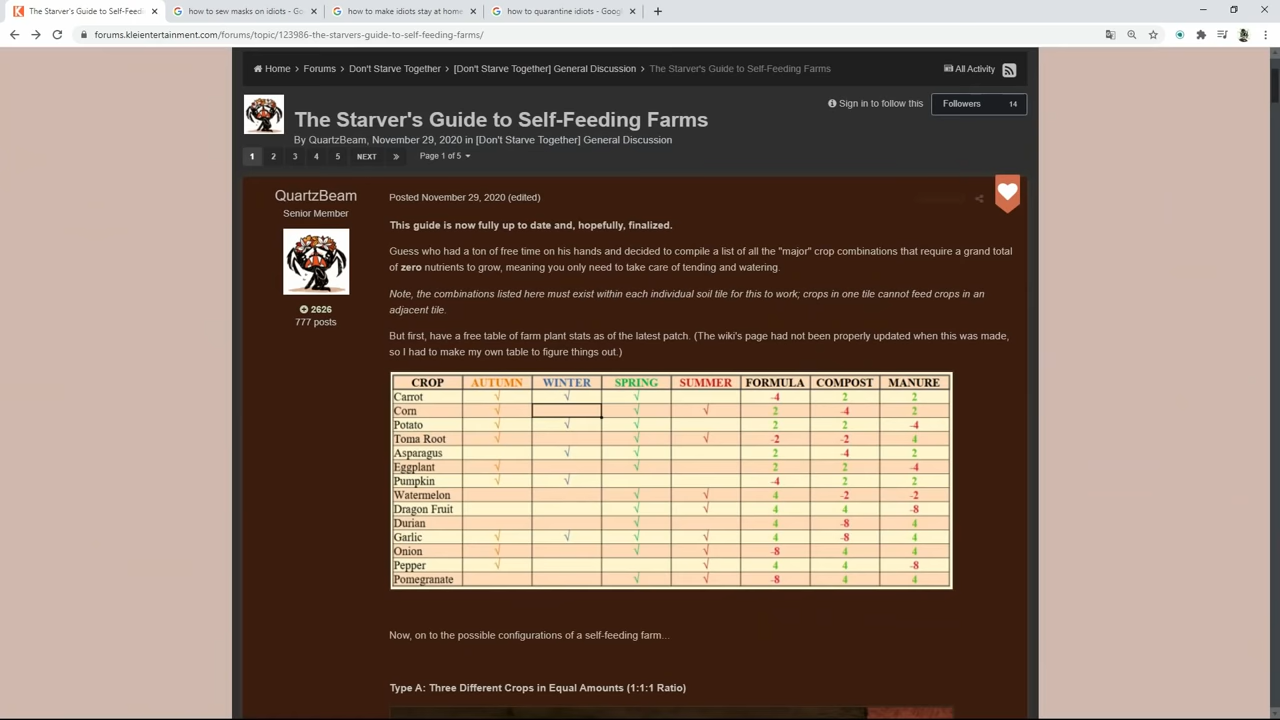 The Starver's Guide to Self-Feedi
how to sew masks on idiots - Goo
how to make idiots stay at home
how to quarantine idiots - Googl
forums.kleientertainment.com/forums/topic/123986-the-starvers-guide-to-self-feeding-farms/
Home > Forums > Don't Starve Together > [Don't Starve Together] General Discussion > The Starver's Guide to Self-Feeding Farms
All Activity
The Starver's Guide to Self-Feeding Farms
By QuartzBeam, November 29, 2020 in [Don't Starve Together] General Discussion
Sign in to follow this
Followers 14
1 2 3 4 5 NEXT » Page 1 of 5
QuartzBeam
Senior Member
2626
777 posts
Posted November 29, 2020 (edited)
This guide is now fully up to date and, hopefully, finalized.
Guess who had a ton of free time on his hands and decided to compile a list of all the "major" crop combinations that require a grand total
of zero nutrients to grow, meaning you only need to take care of tending and watering.
Note, the combinations listed here must exist within each individual soil tile for this to work; crops in one tile cannot feed crops in an
adjacent tile.
But first, have a free table of farm plant stats as of the latest patch. (The wiki's page had not been properly updated when this was made,
so I had to make my own table to figure things out.)
CROP AUTUMN WINTER SPRING SUMMER FORMULA COMPOST MANURE
Carrot √ √ √ -4 2 2
Corn √ √ √ 2 -4 2
Potato √ √ √ 2 2 -4
Toma Root √ √ √ -2 -2 4
Asparagus √ √ 2 -4 2
Eggplant √ √ 2 2 -4
Pumpkin √ √ -4 2 2
Watermelon √ √ 4 -2 -2
Dragon Fruit √ √ 4 4 -8
Durian √ 4 -8 4
Garlic √ √ √ √ 4 -8 4
Onion √ √ √ -8 4 4
Pepper √ √ 4 4 -8
Pomegranate √ √ -8 4 4
Now, on to the possible configurations of a self-feeding farm...
Type A: Three Different Crops in Equal Amounts (1:1:1 Ratio)